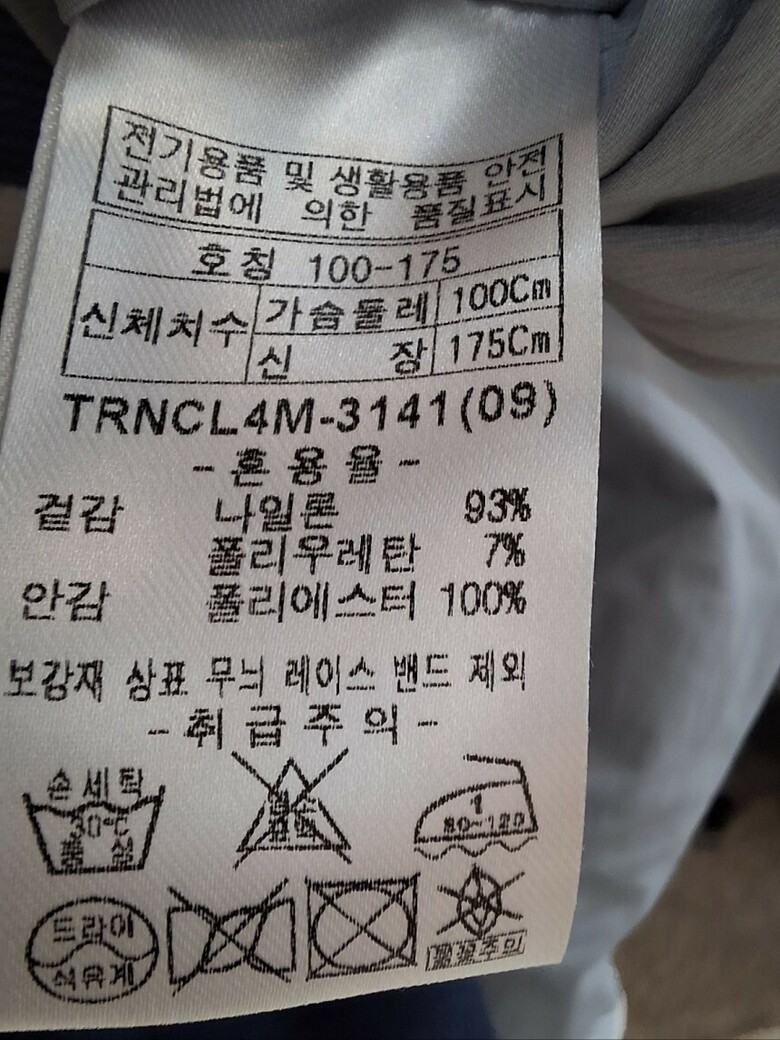 전기용품 및 생활용품 안전
관리법에 의한 품질표시
호칭 100-175
신체치수 가슴둘레 100Cm
신 장 175Cm
TRNCL4M-3141(09)
-혼용율-
겉감 나일론 93%
폴리우레탄 7%
안감 폴리에스터 100%
보강재 상표 무늬 레이스 밴드 제외
-취급주의-
손세탁
30℃
중성
1
80-120
드라이
석유계